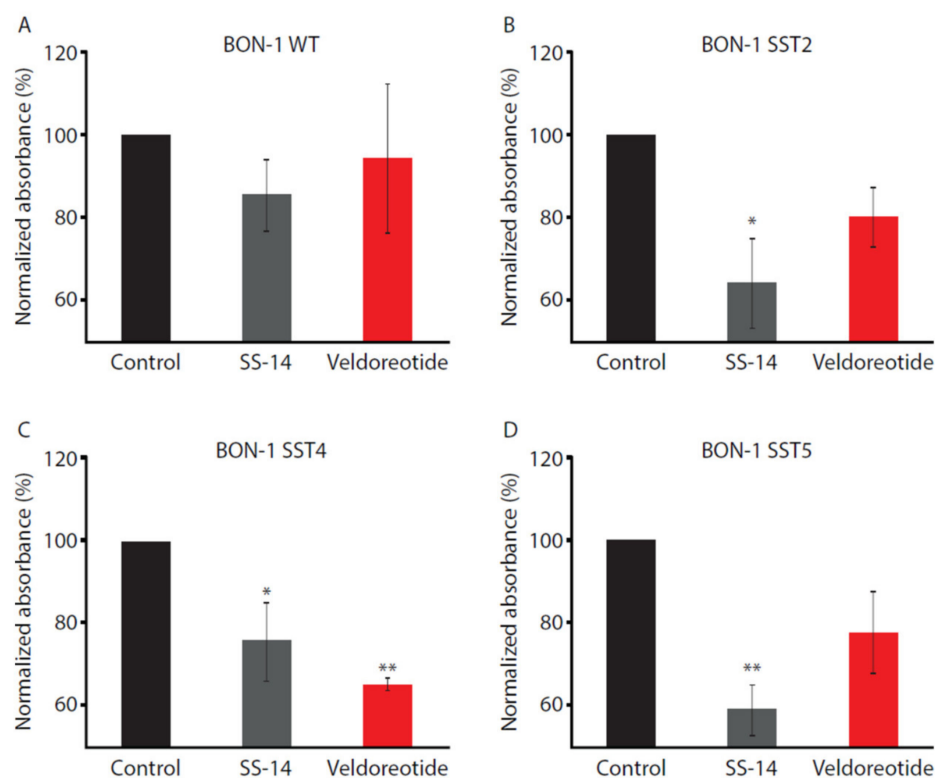 A
BON-1 WT
Normalized absorbance (%)
120
100
80
60
Control SS-14 Veldoreotide
B
BON-1 SST2
Normalized absorbance (%)
120
100
80
60
*
Control SS-14 Veldoreotide
C
BON-1 SST4
Normalized absorbance (%)
120
100
80
60
*
**
Control SS-14 Veldoreotide
D
BON-1 SST5
Normalized absorbance (%)
120
100
80
60
**
Control SS-14 Veldoreotide